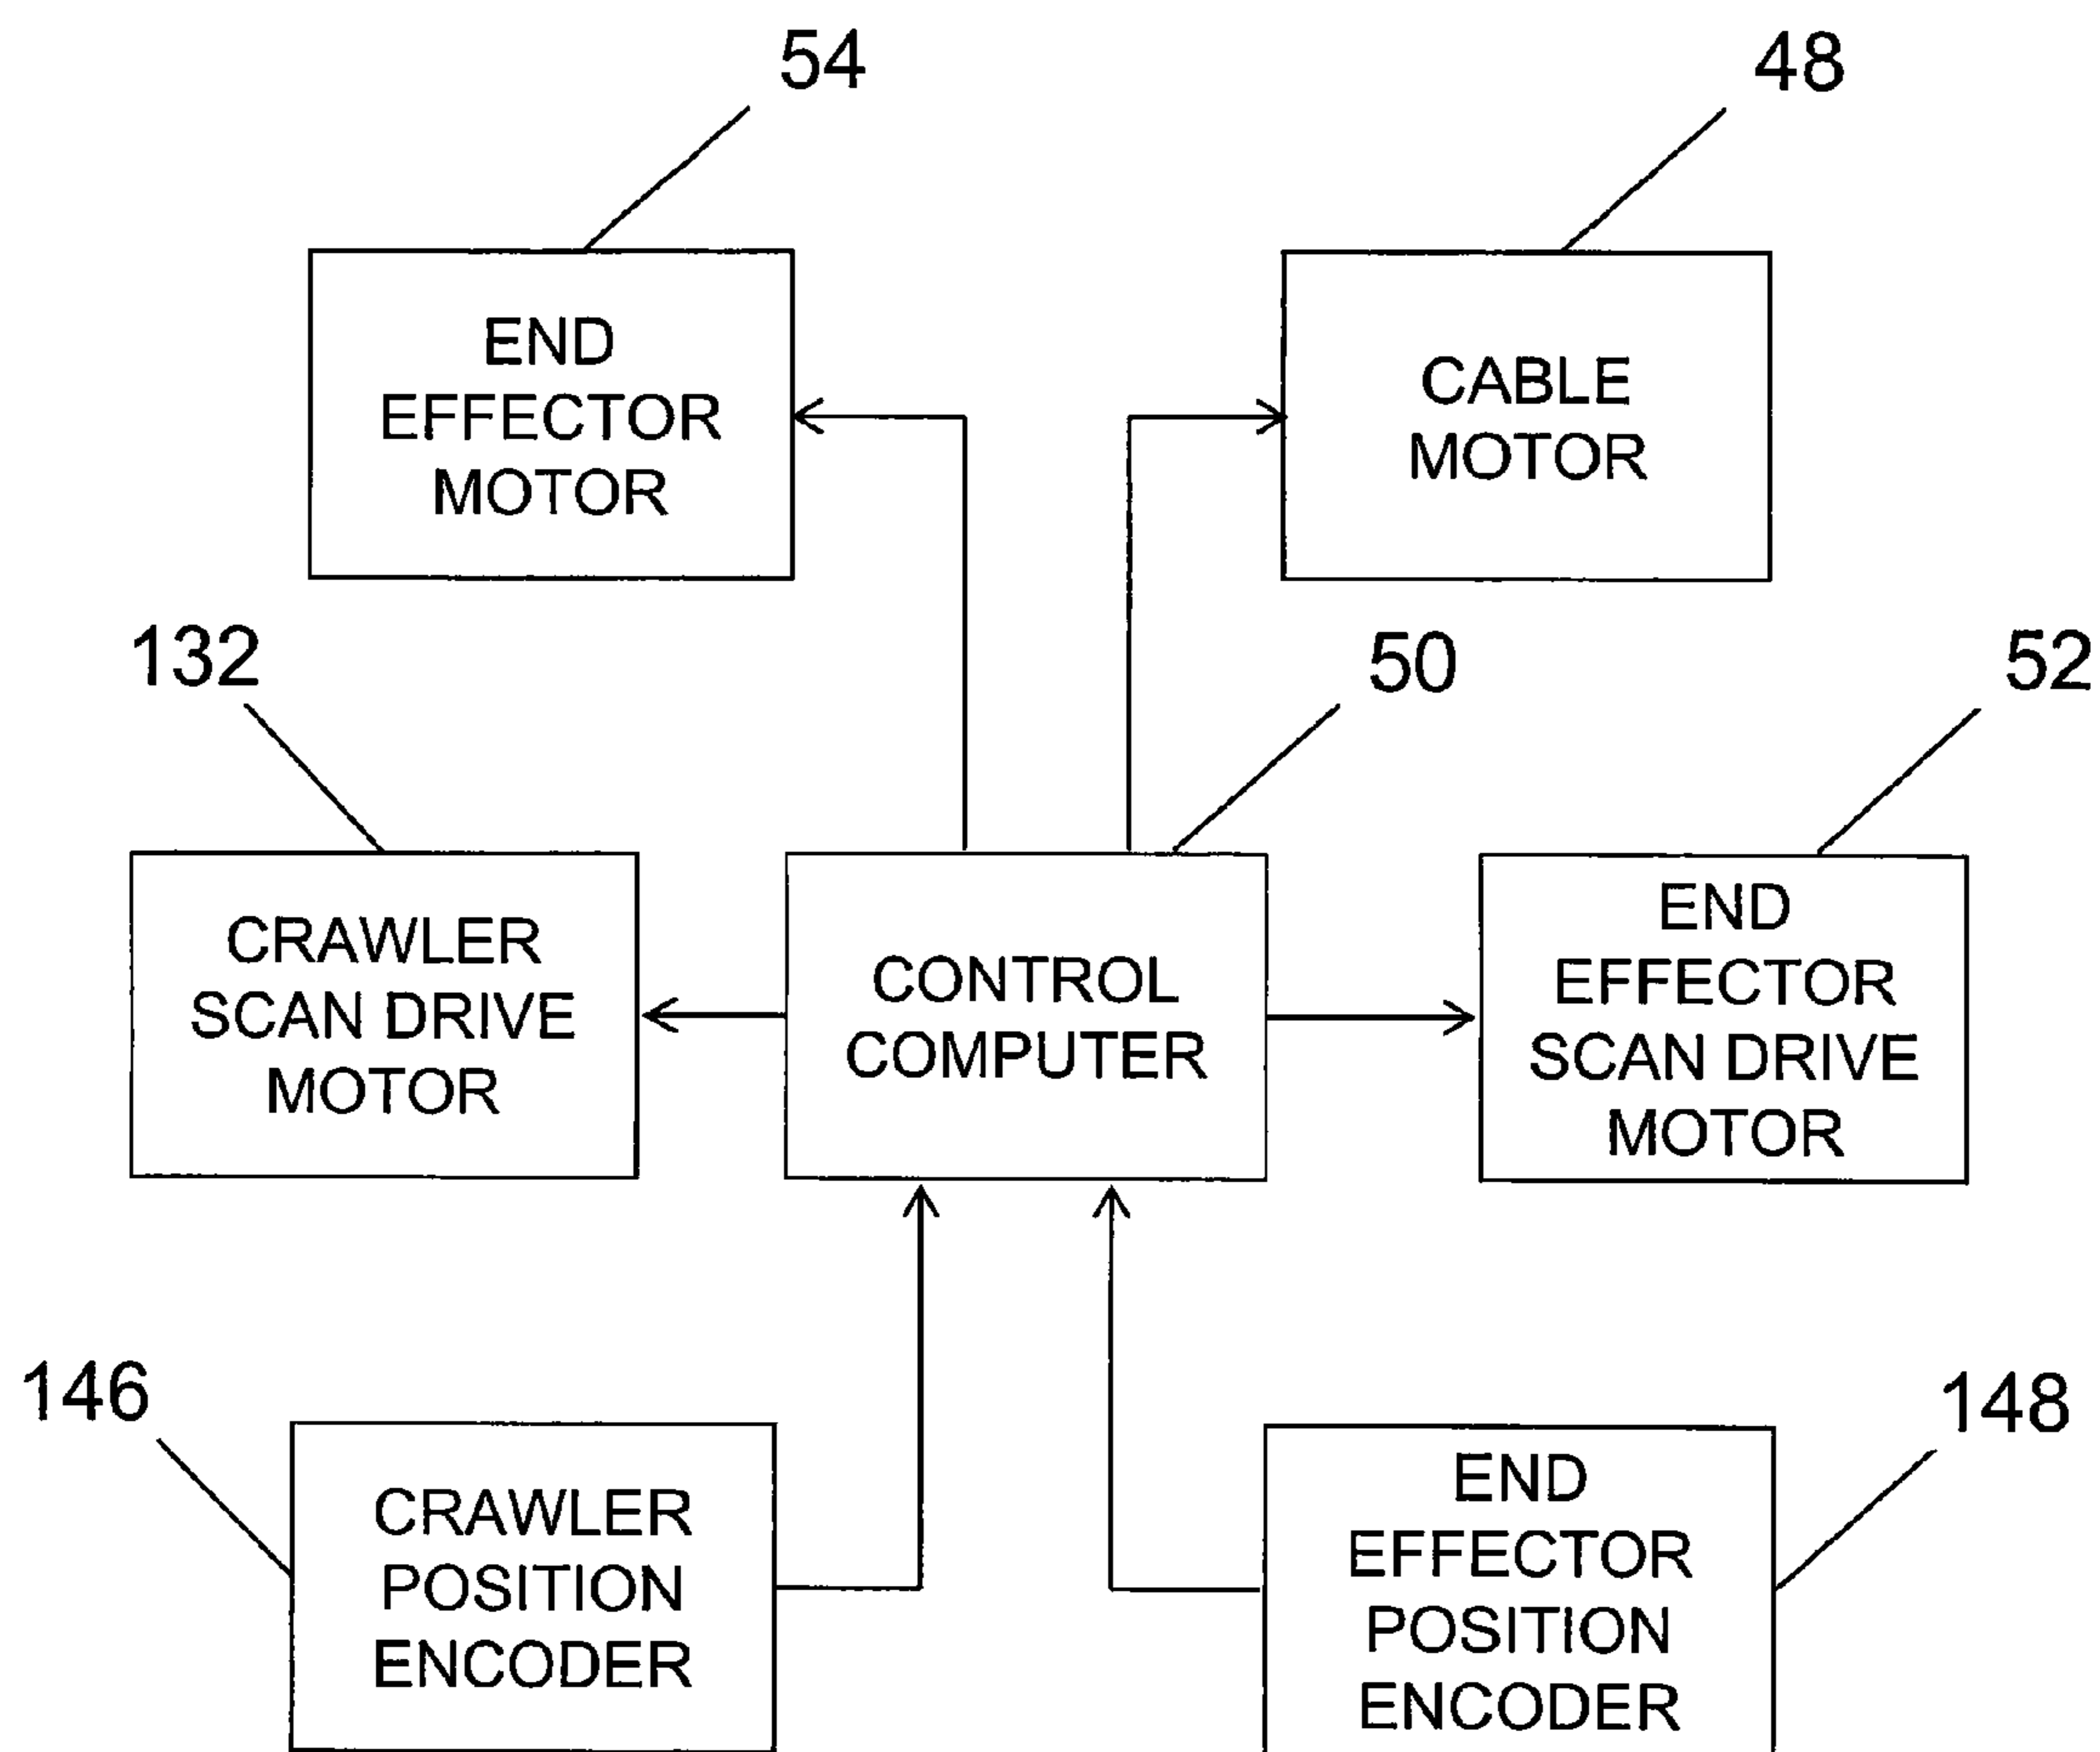 54
48
END
EFFECTOR
MOTOR
CABLE
MOTOR
132
50
52
CRAWLER
SCAN DRIVE
MOTOR
CONTROL
COMPUTER
END
EFFECTOR
SCAN DRIVE
MOTOR
146
148
CRAWLER
POSITION
ENCODER
END
EFFECTOR
POSITION
ENCODER